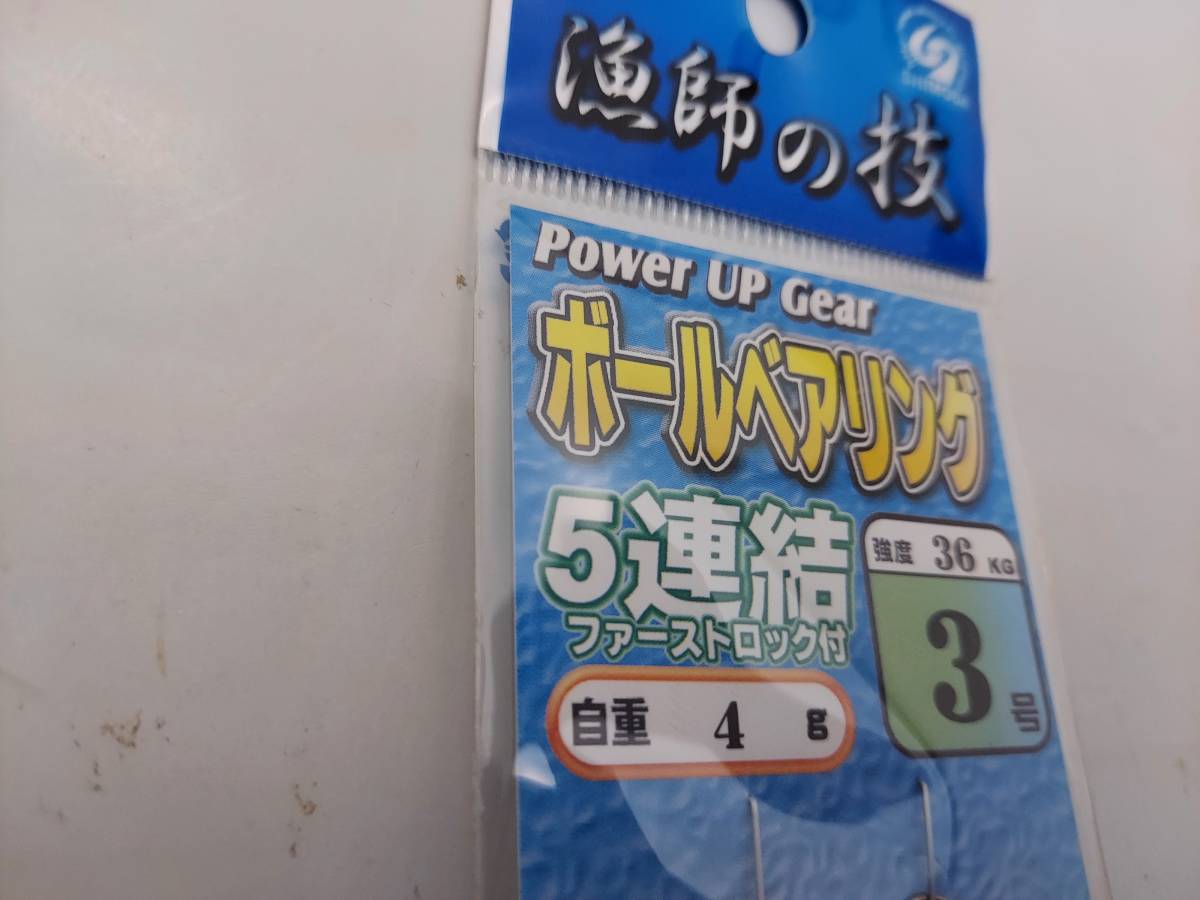 漁師の技
Power UP Gear
ボールベアリング
5連結
ファーストロック付
強度 36 KG
3号
自重 4 g